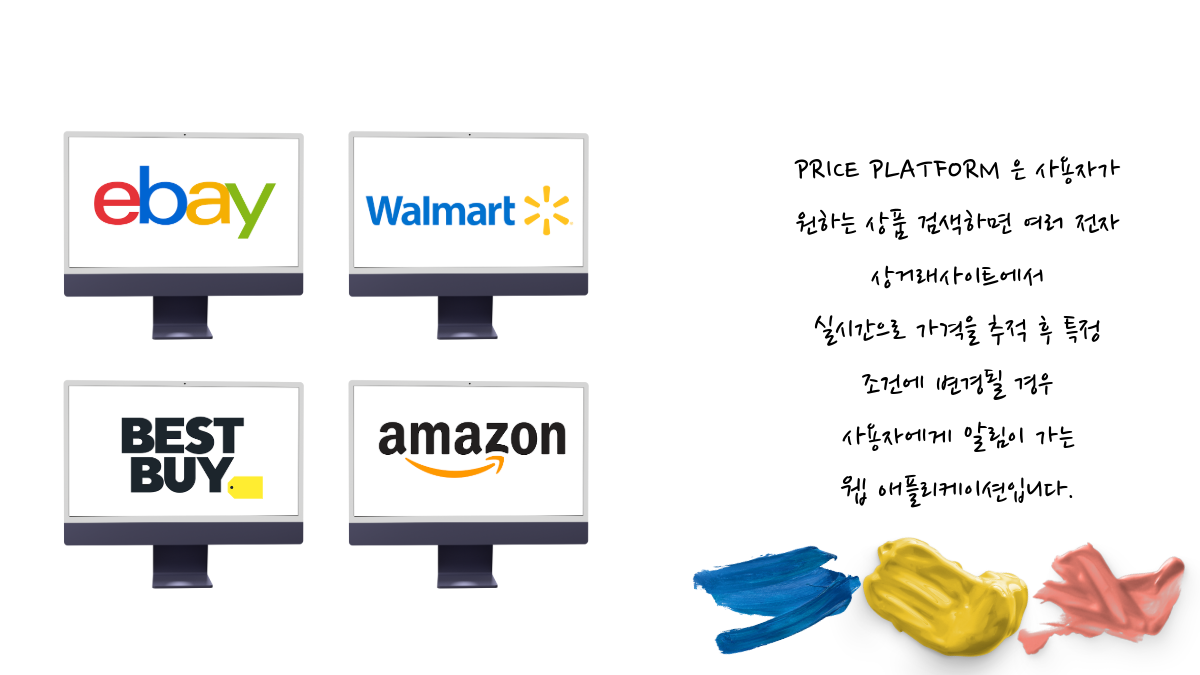 ebay
Walmart
BEST
BUY
amazon
PRICE PLATFORM 은 사용자가
원하는 상품 검색하면 여러 전자
상거래사이트에서
실시간으로 가격을 추적 후 특정
조건에 변경될 경우
사용자에게 알림이 가는
웹 애플리케이션입니다.